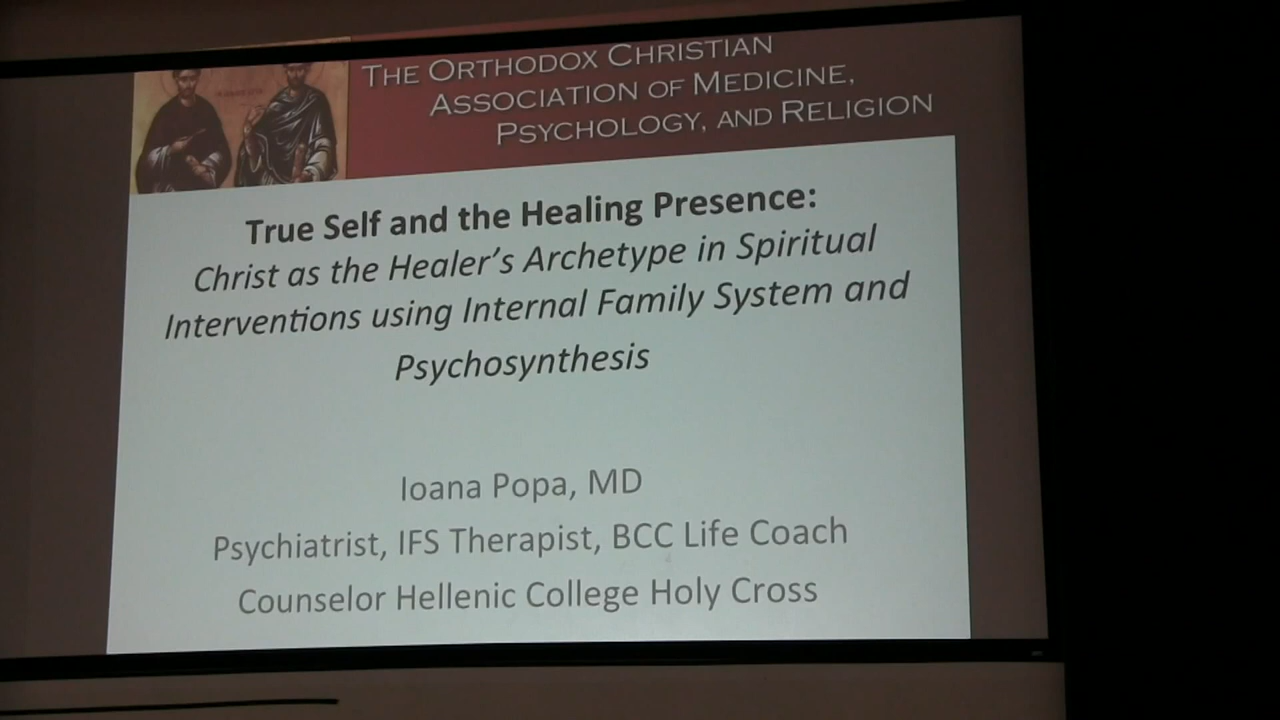 THE ORTHODOX CHRISTIAN
ASSOCIATION OF MEDICINE,
PSYCHOLOGY, AND RELIGION
True Self and the Healing Presence:
Christ as the Healer's Archetype in Spiritual
Interventions using Internal Family System and
Psychosynthesis
Ioana Popa, MD
Psychiatrist, IFS Therapist, BCC Life Coach
Counselor Hellenic College Holy Cross